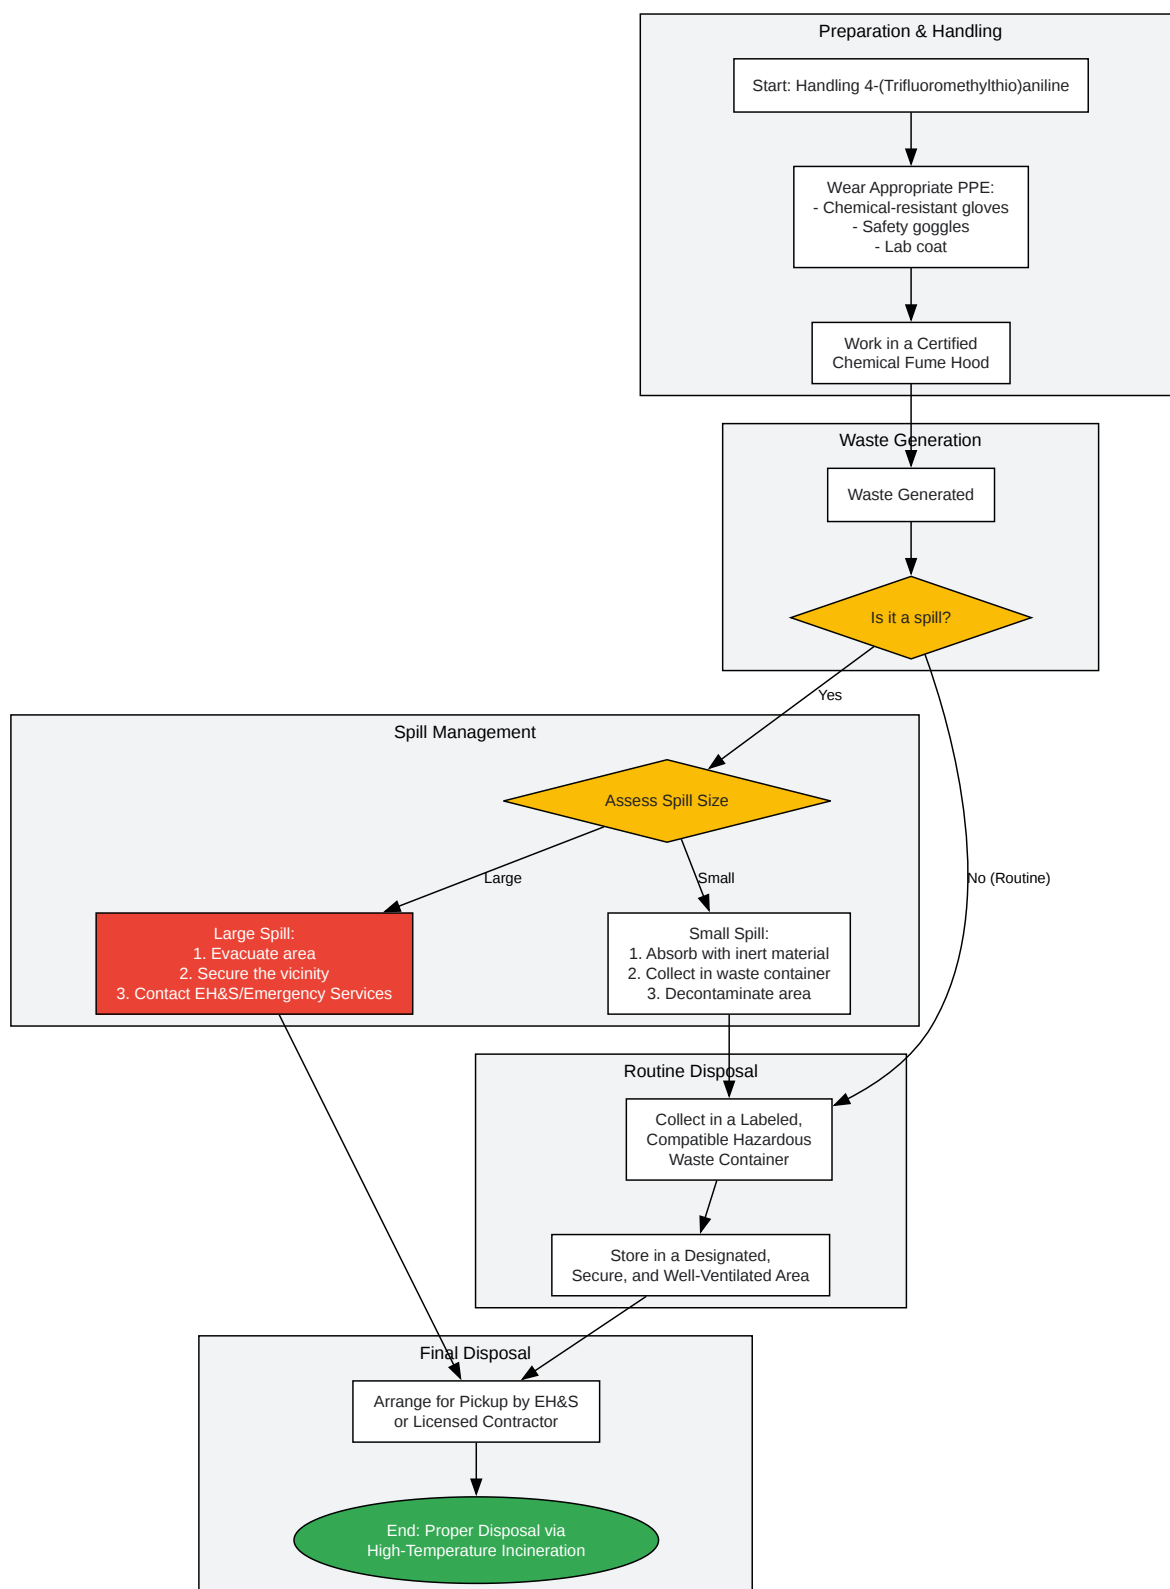 Preparation & Handling
Start: Handling 4-(Trifluoromethylthio)aniline
Wear Appropriate PPE:
- Chemical-resistant gloves
- Safety goggles
- Lab coat
Work in a Certified
Chemical Fume Hood
Waste Generation
Waste Generated
Is it a spill?
Yes
Spill Management
Assess Spill Size
Large
Small
No (Routine)
Large Spill:
1. Evacuate area
2. Secure the vicinity
3. Contact EH&S/Emergency Services
Small Spill:
1. Absorb with inert material
2. Collect in waste container
3. Decontaminate area
Routine Disposal
Collect in a Labeled,
Compatible Hazardous
Waste Container
Store in a Designated,
Secure, and Well-Ventilated Area
Final Disposal
Arrange for Pickup by EH&S
or Licensed Contractor
End: Proper Disposal via
High-Temperature Incineration